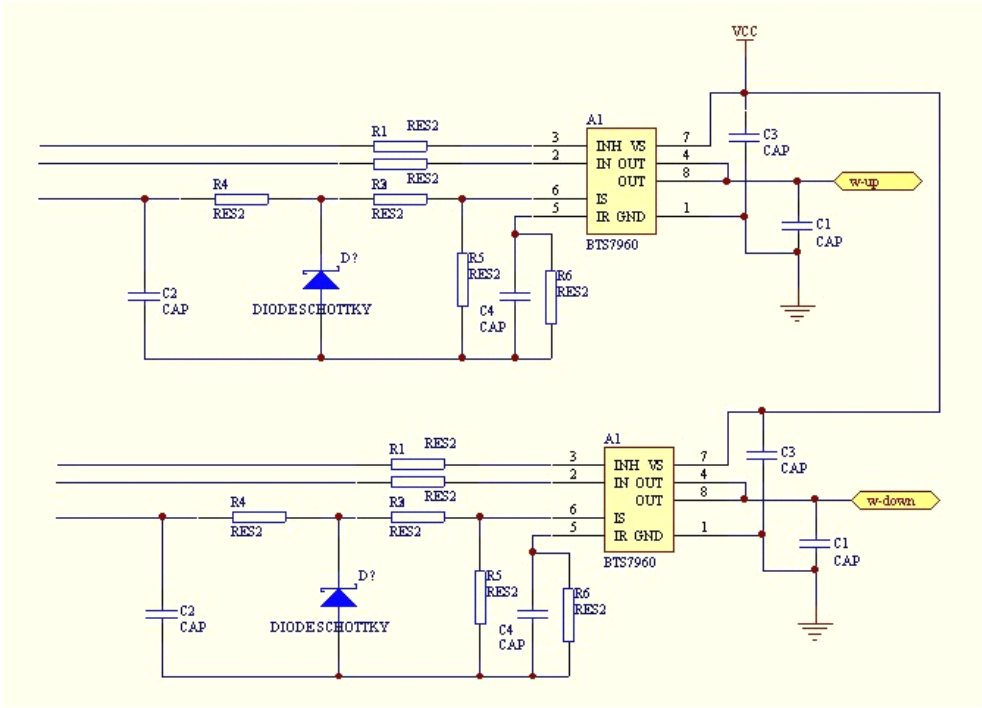 VCC
A1
R1 RES2
3 INH VS 7
C3
CAP
2 IN OUT 4
RES2
OUT 8
w-up
R4
RES2
R3
RES2
6 IS
5 IR GND 1
C1
CAP
BTS7960
D?
DIODE SCHOTTKY
R5
RES2
R6
RES2
C2
CAP
C4
CAP
A1
R1 RES2
3 INH VS 7
C3
CAP
2 IN OUT 4
RES2
OUT 8
w-down
R4
RES2
R3
RES2
6 IS
5 IR GND 1
C1
CAP
BTS7960
D?
DIODE SCHOTTKY
R5
RES2
R6
RES2
C2
CAP
C4
CAP